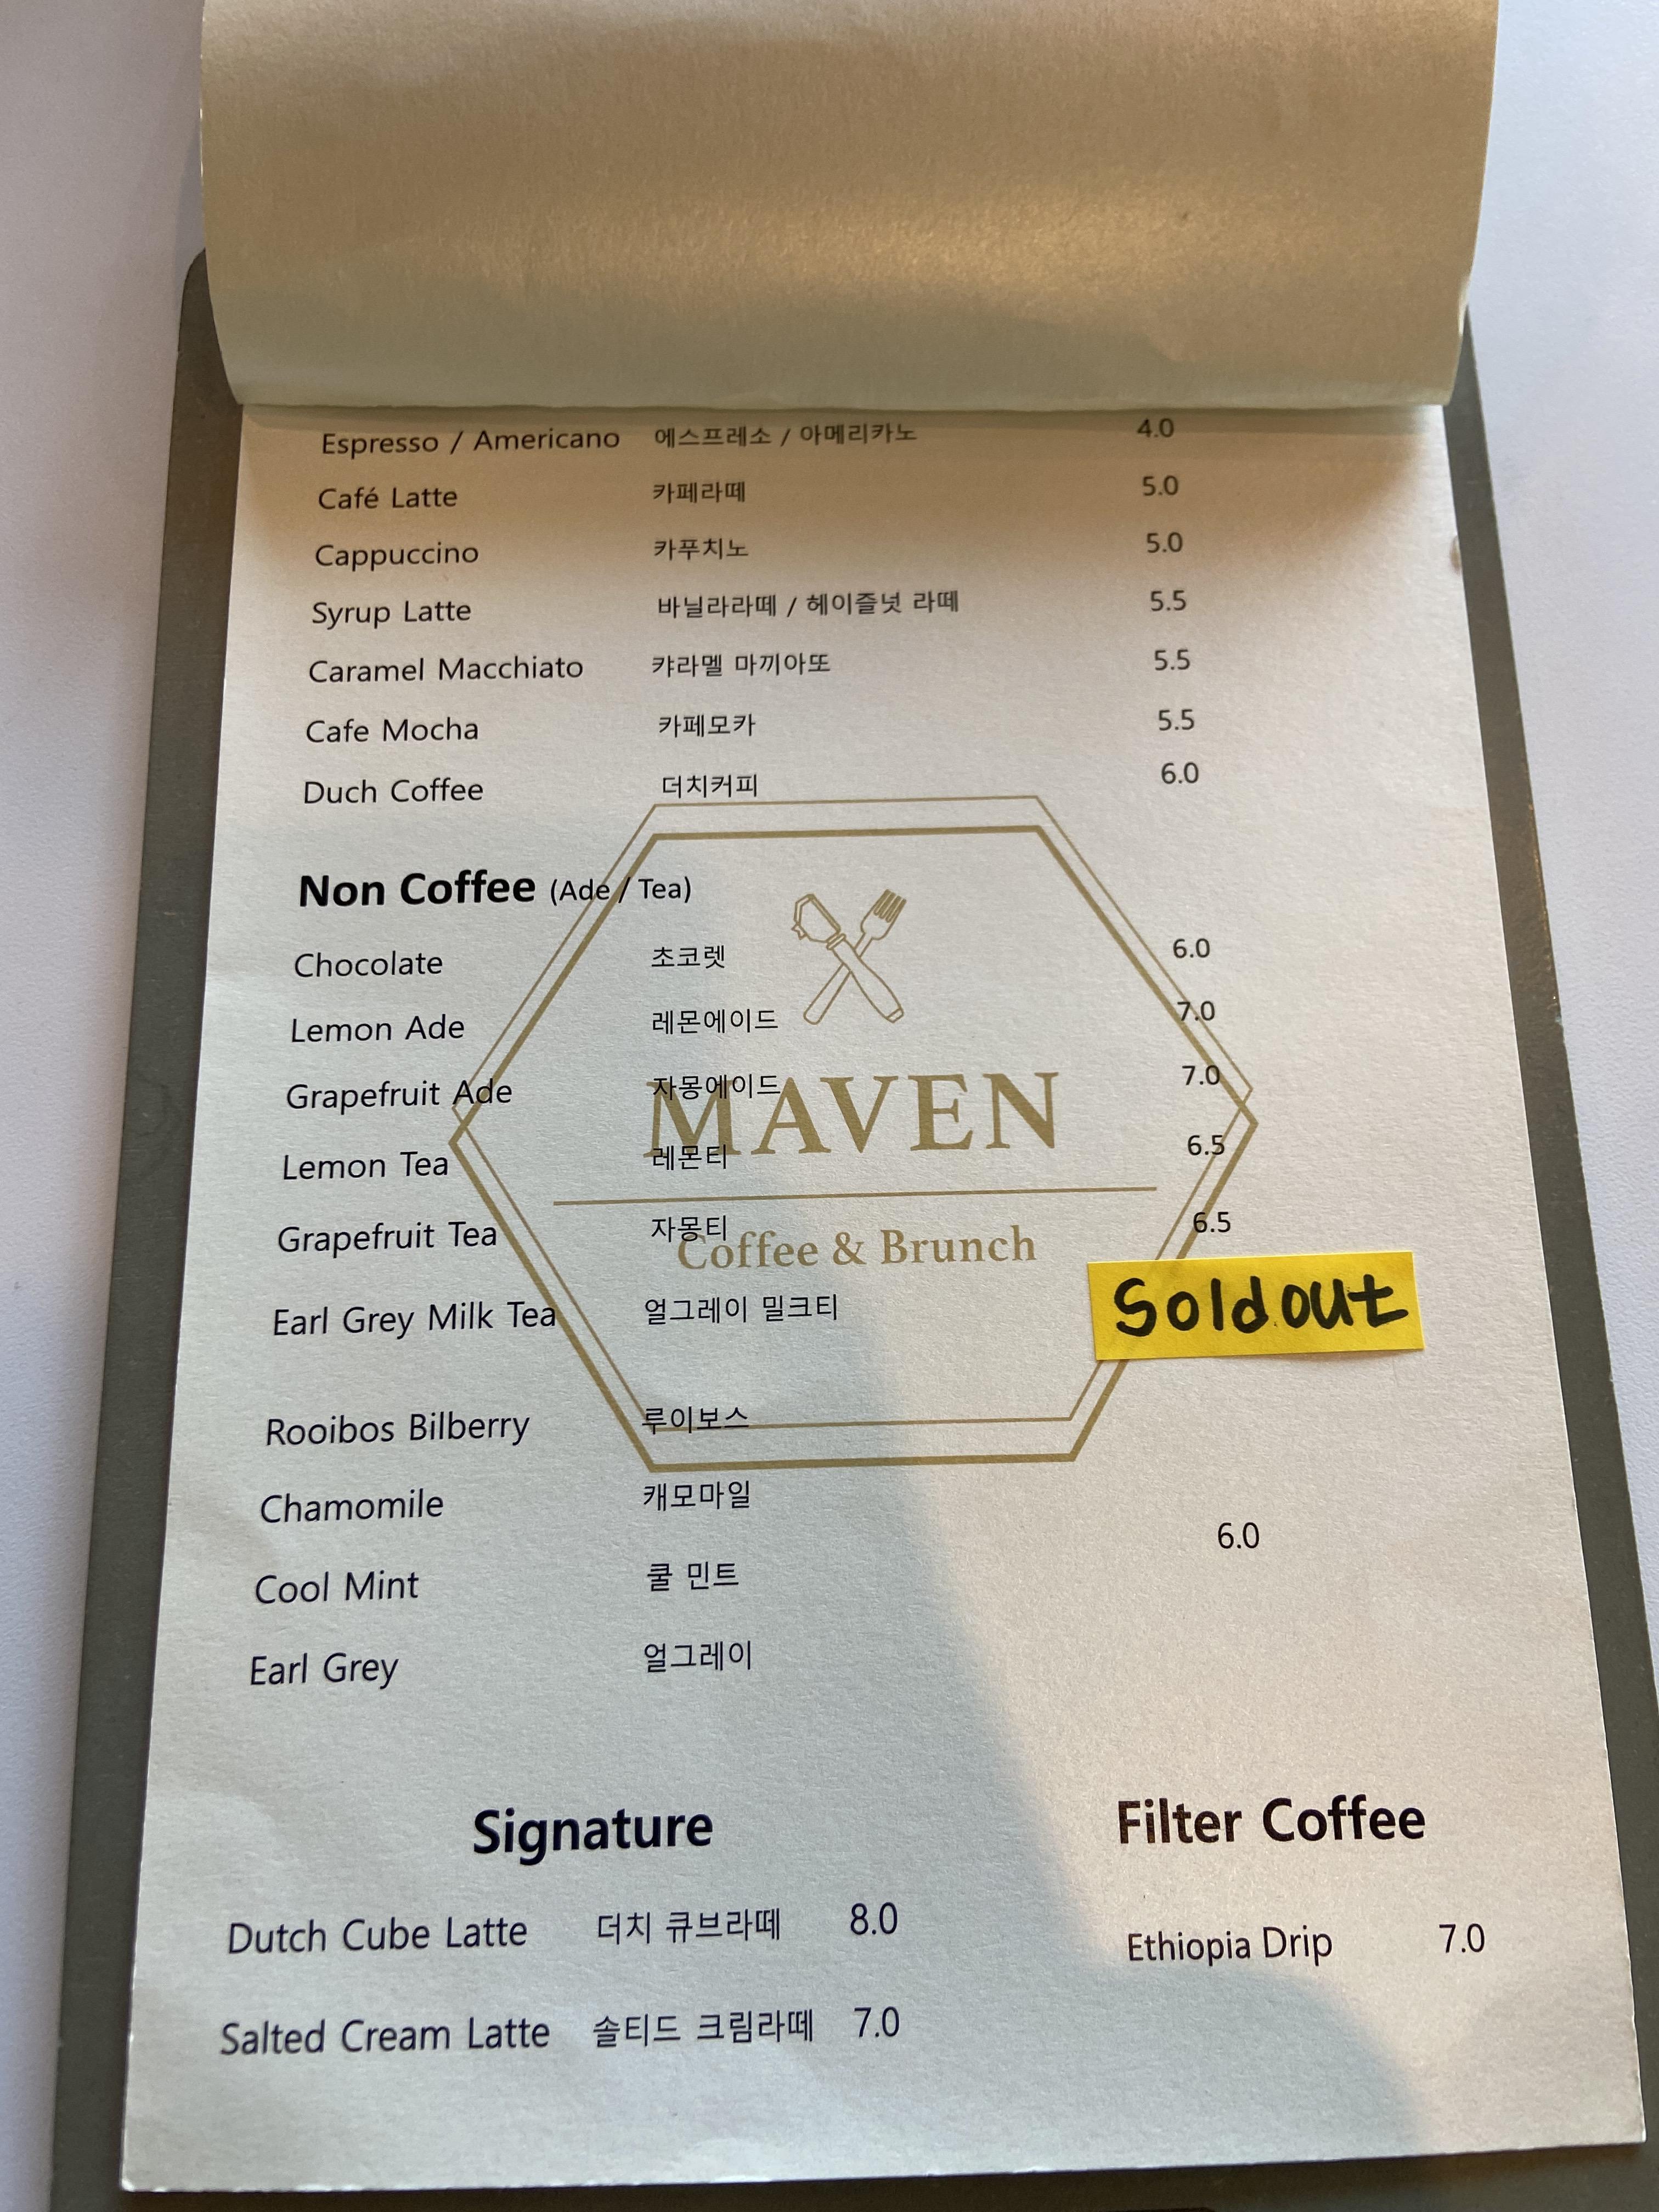 Espresso / Americano 에스프레소 / 아메리카노 4.0
Café Latte 카페라떼 5.0
Cappuccino 카푸치노 5.0
Syrup Latte 바닐라라떼 / 헤이즐넛 라떼 5.5
Caramel Macchiato 캬라멜 마끼아또 5.5
Cafe Mocha 카페모카 5.5
Duch Coffee 더치커피 6.0
Non Coffee (Ade / Tea)
Chocolate 초코렛 6.0
Lemon Ade 레몬에이드 7.0
Grapefruit Ade 자몽에이드 7.0
MAVEN
Lemon Tea 레몬티 6.5
Grapefruit Tea 자몽티 6.5
Coffee & Brunch
Earl Grey Milk Tea 얼그레이 밀크티 Sold out
Rooibos Bilberry 루이보스
Chamomile 캐모마일
6.0
Cool Mint 쿨 민트
Earl Grey 얼그레이
Signature
Dutch Cube Latte 더치 큐브라떼 8.0
Salted Cream Latte 솔티드 크림라떼 7.0
Filter Coffee
Ethiopia Drip 7.0